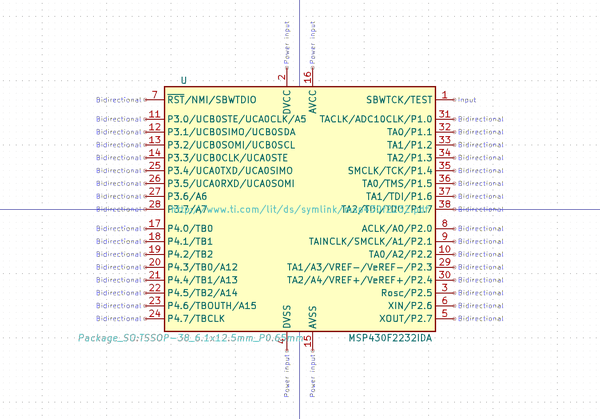 Power input Power input
2 16
U
DVCC AVCC
Bidirectional 7 RST/NMI/SBWTDIO SBWTCK/TEST 1 Input
Bidirectional 11 P3.0/UCB0STE/UCA0CLK/A5 TACLK/ADC10CLK/P1.0 31 Bidirectional
Bidirectional 12 P3.1/UCB0SIMO/UCB0SDA TA0/P1.1 32 Bidirectional
Bidirectional 13 P3.2/UCB0SOMI/UCB0SCL TA1/P1.2 33 Bidirectional
Bidirectional 14 P3.3/UCB0CLK/UCA0STE TA2/P1.3 34 Bidirectional
Bidirectional 25 P3.4/UCA0TXD/UCA0SIMO SMCLK/TCK/P1.4 35 Bidirectional
Bidirectional 26 P3.5/UCA0RXD/UCA0SOMI TA0/TMS/P1.5 36 Bidirectional
Bidirectional 27 P3.6/A6 TA1/TDI/P1.6 37 Bidirectional
Bidirectional 28 P3.7/A7 38 Bidirectional
Bidirectional 17 P4.0/TB0 ACLK/A0/P2.0 8 Bidirectional
Bidirectional 18 P4.1/TB1 TAINCLK/SMCLK/A1/P2.1 9 Bidirectional
Bidirectional 19 P4.2/TB2 TA0/A2/P2.2 10 Bidirectional
Bidirectional 20 P4.3/TB0/A12 TA1/A3/VREF-/VeREF-/P2.3 29 Bidirectional
Bidirectional 21 P4.4/TB1/A13 TA2/A4/VREF+/VeREF+/P2.4 30 Bidirectional
Bidirectional 22 P4.5/TB2/A14 Rosc/P2.5 3 Bidirectional
Bidirectional 23 P4.6/TBOUTH/A15 XIN/P2.6 6 Bidirectional
Bidirectional 24 P4.7/TBCLK XOUT/P2.7 5 Bidirectional
DVSS AVSS
Package_SO:TSSOP-38_6.1x12.5mm_P0.65mm MSP430F2232IDA
4 15
Power input Power input